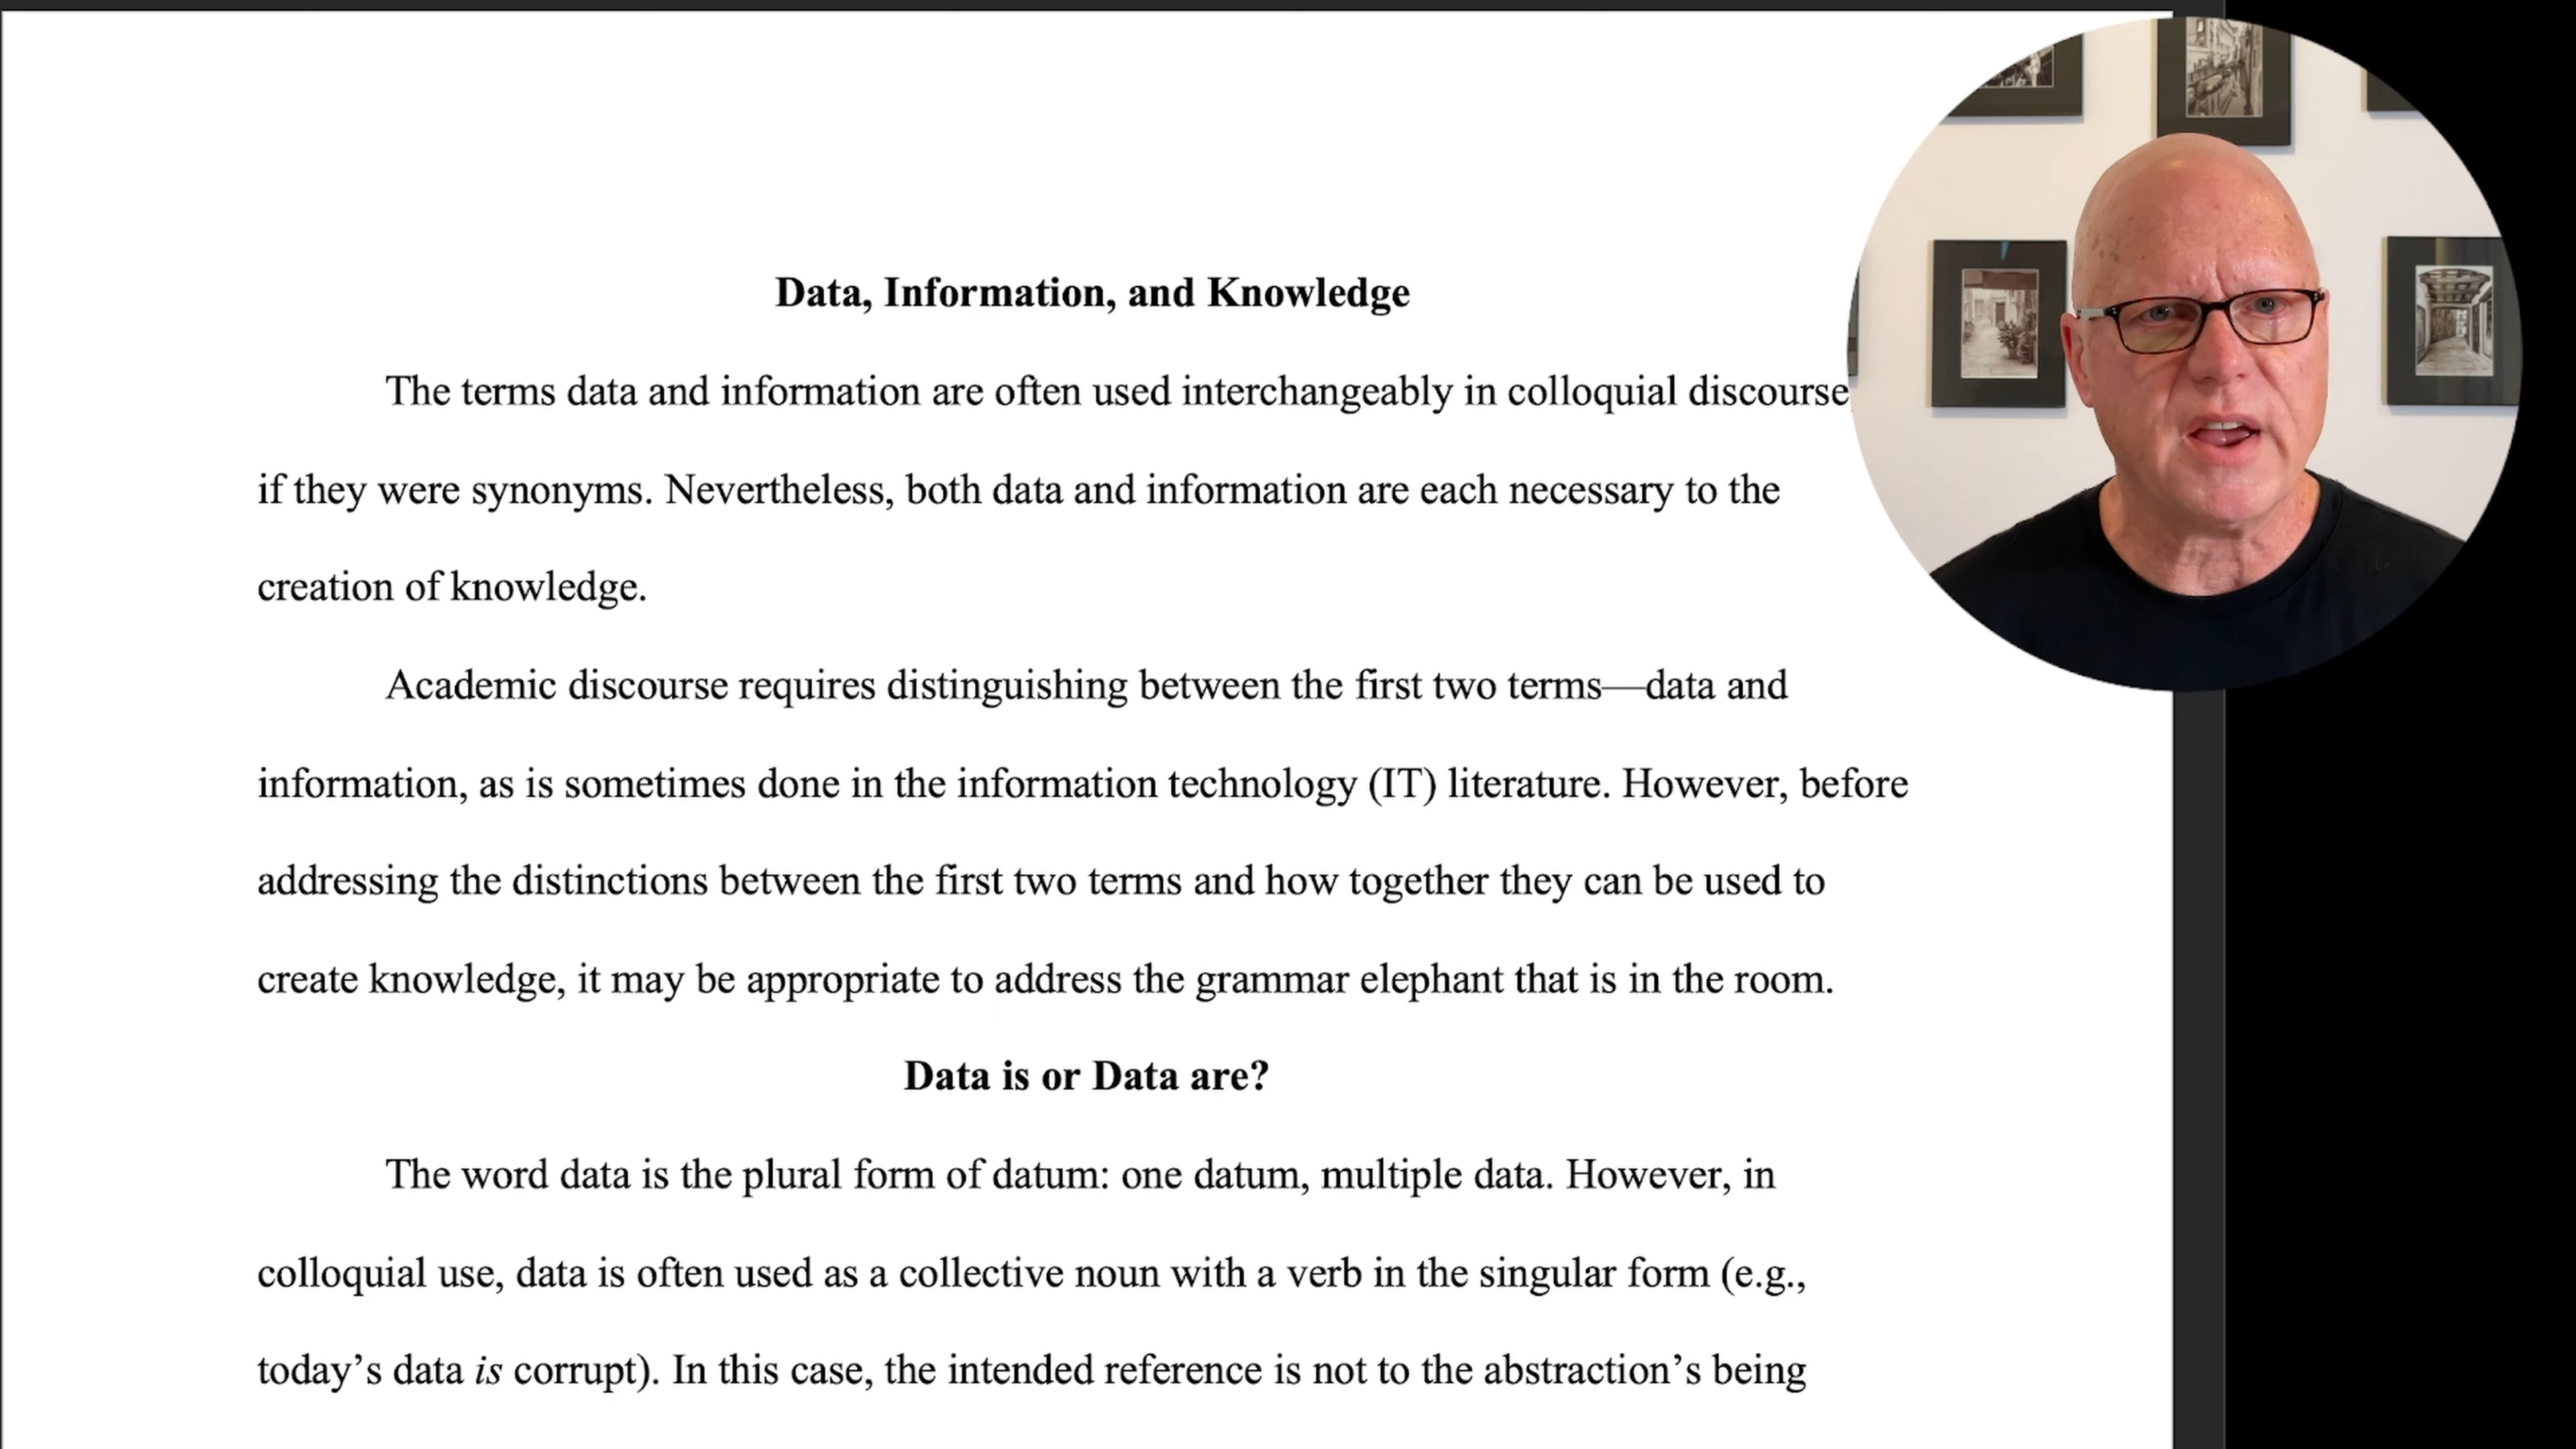 Data, Information, and Knowledge
The terms data and information are often used interchangeably in colloquial discourse
if they were synonyms. Nevertheless, both data and information are each necessary to the
creation of knowledge.
Academic discourse requires distinguishing between the first two terms—data and
information, as is sometimes done in the information technology (IT) literature. However, before
addressing the distinctions between the first two terms and how together they can be used to
create knowledge, it may be appropriate to address the grammar elephant that is in the room.
Data is or Data are?
The word data is the plural form of datum: one datum, multiple data. However, in
colloquial use, data is often used as a collective noun with a verb in the singular form (e.g.,
today’s data is corrupt). In this case, the intended reference is not to the abstraction’s being